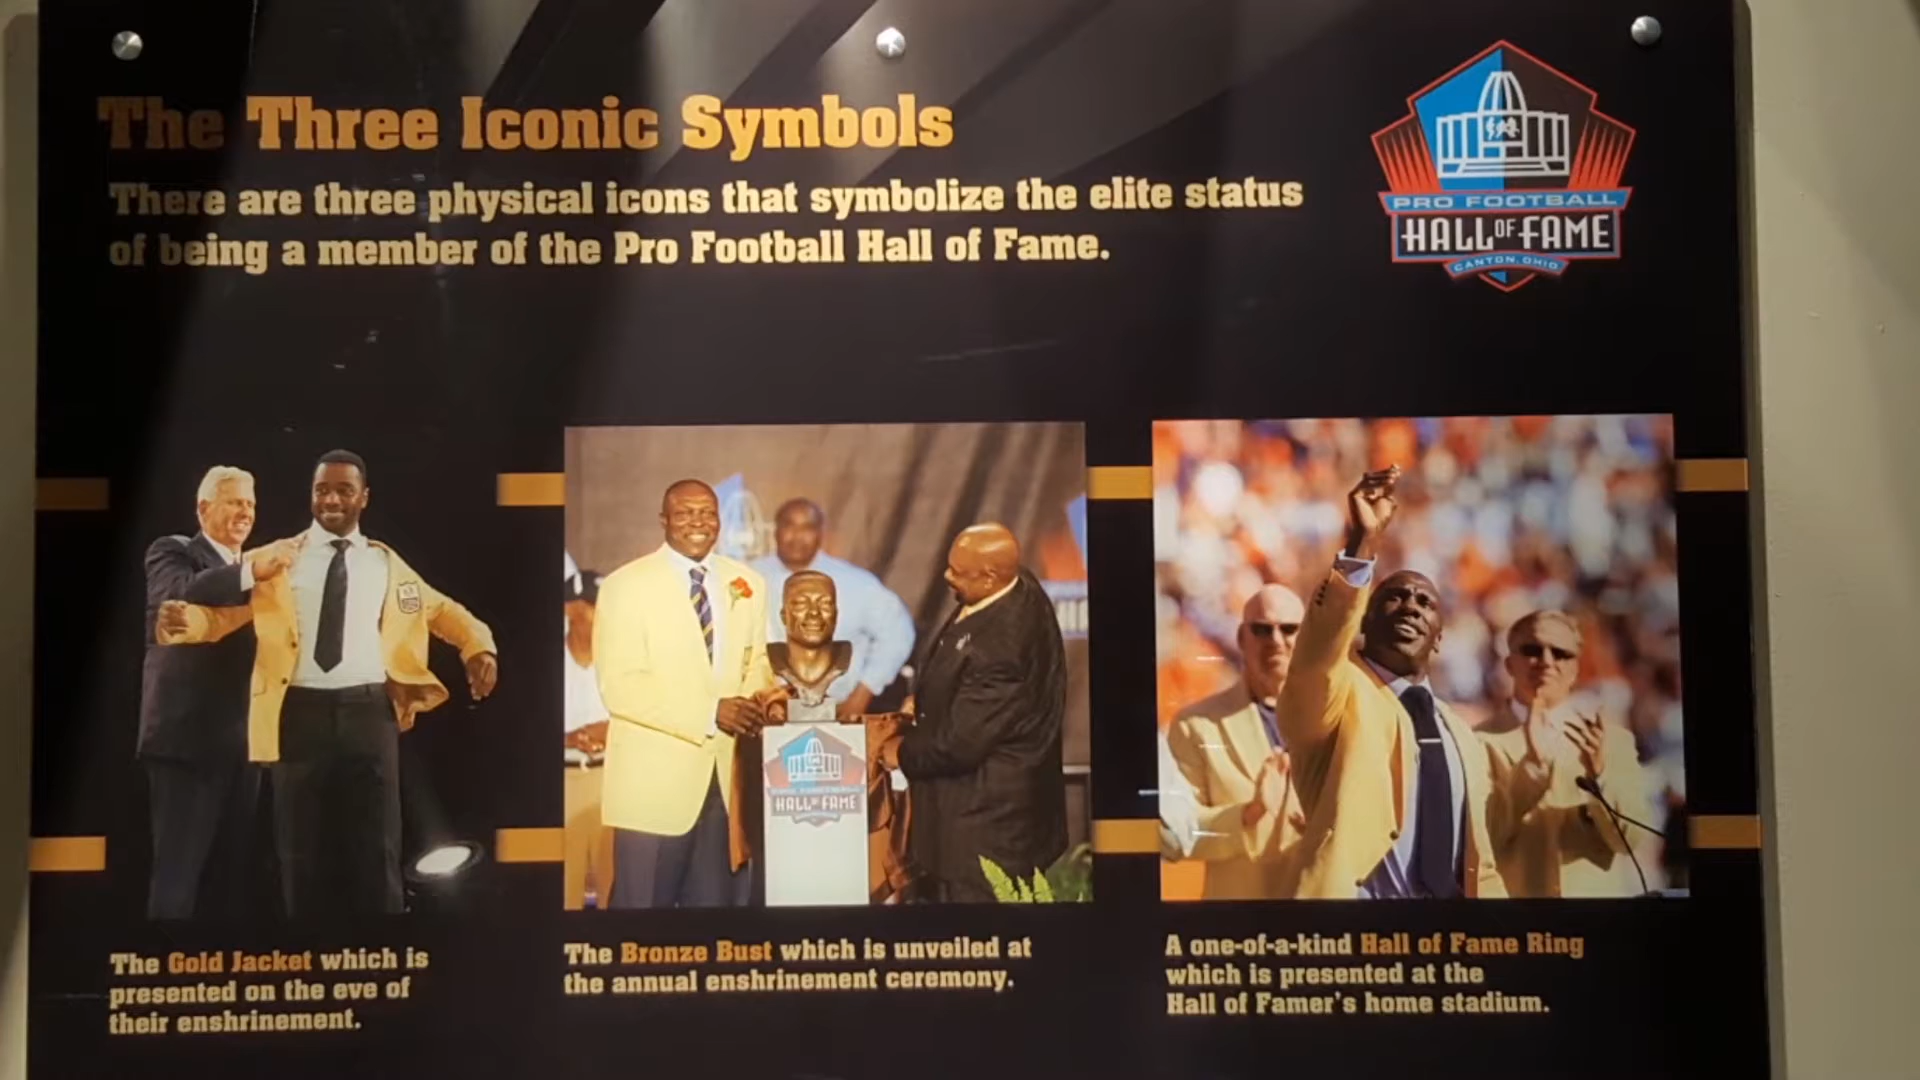 The Three Iconic Symbols
There are three physical icons that symbolize the elite status
of being a member of the Pro Football Hall of Fame.
PRO FOOTBALL
HALL OF FAME
CANTON, OHIO
HALL OF FAME
The Gold Jacket which is
presented on the eve of
their enshrinement.
The Bronze Bust which is unveiled at
the annual enshrinement ceremony.
A one-of-a-kind Hall of Fame Ring
which is presented at the
Hall of Famer's home stadium.